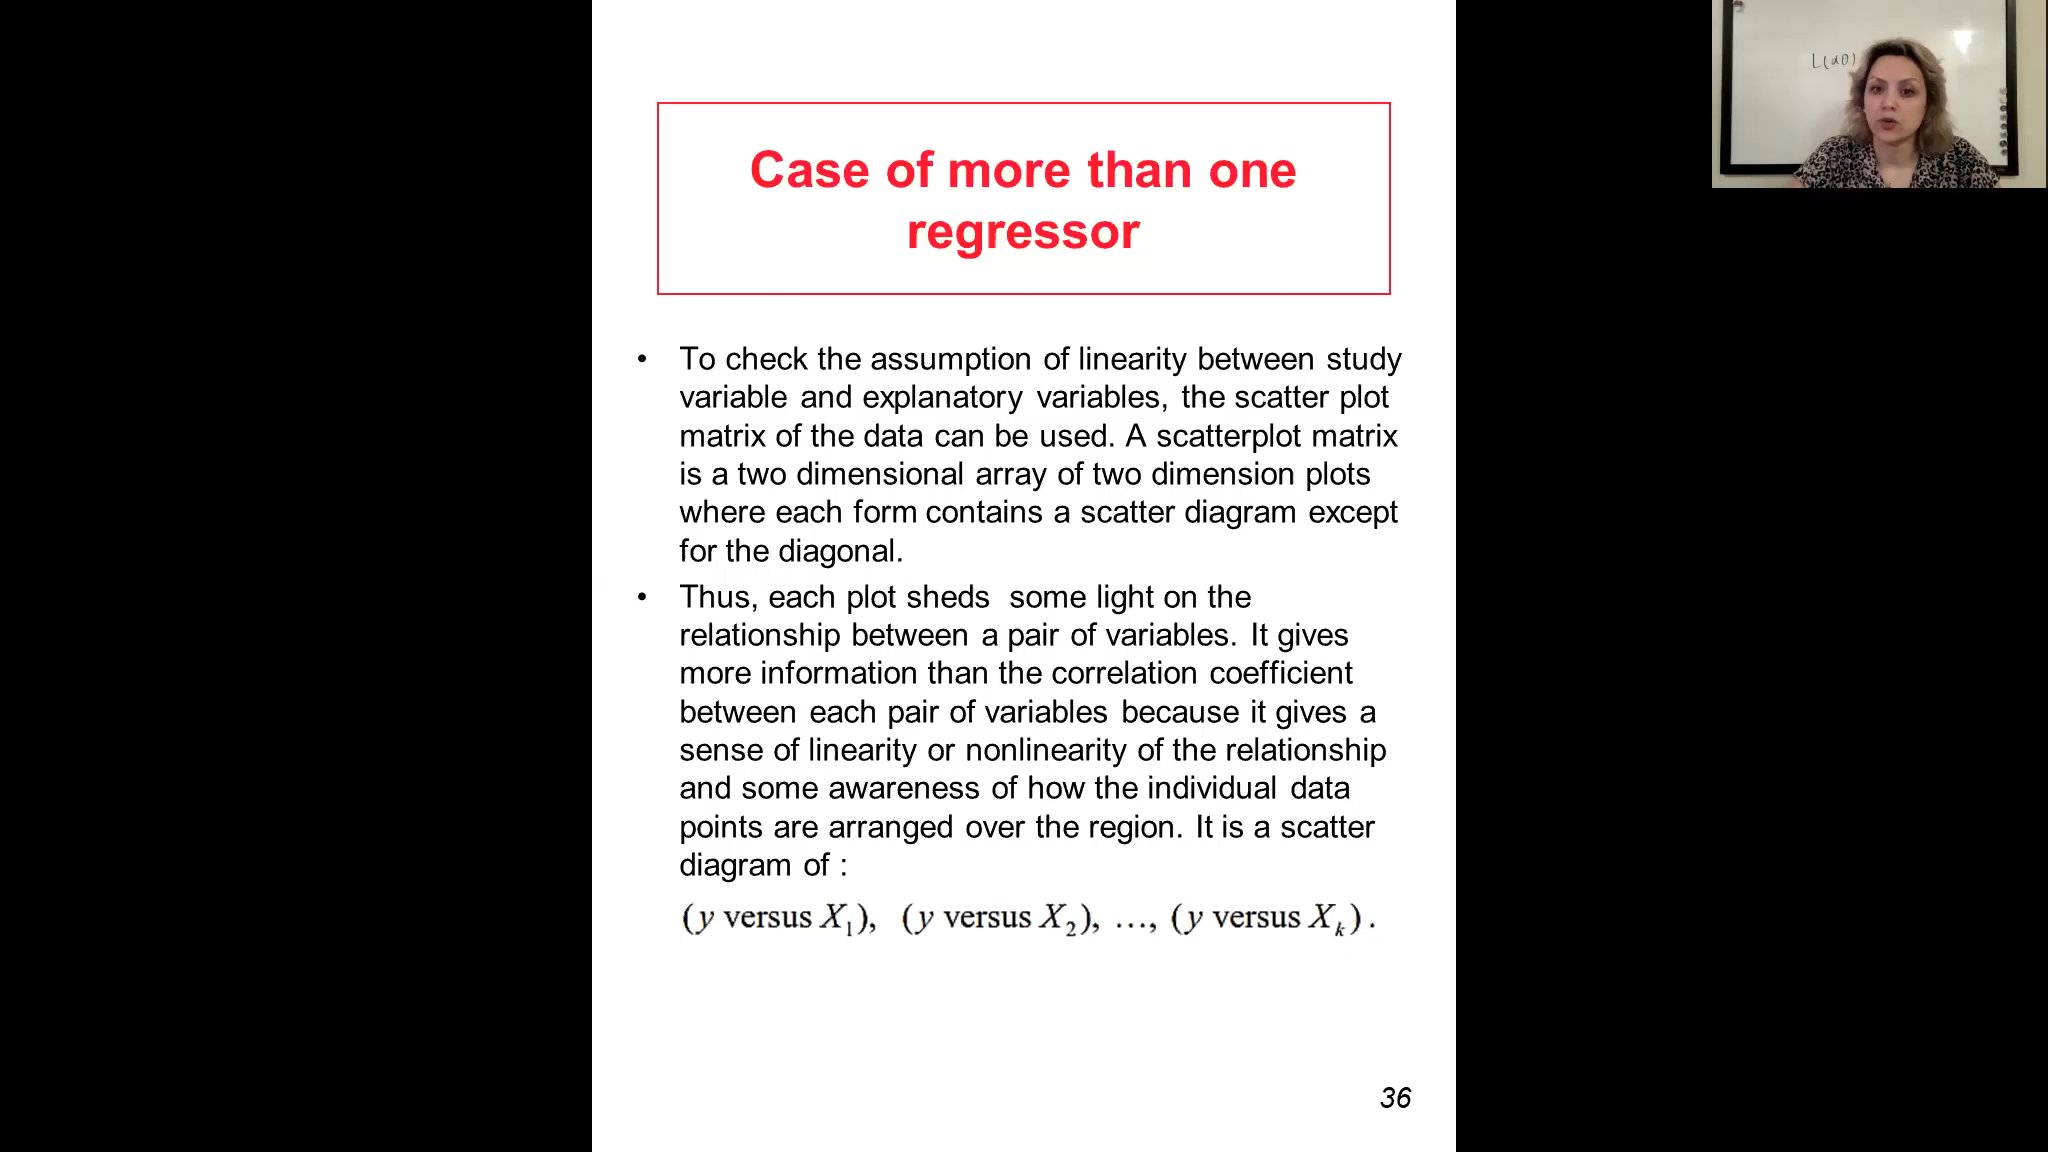 Case of more than one
regressor
• To check the assumption of linearity between study
variable and explanatory variables, the scatter plot
matrix of the data can be used. A scatterplot matrix
is a two dimensional array of two dimension plots
where each form contains a scatter diagram except
for the diagonal.
• Thus, each plot sheds some light on the
relationship between a pair of variables. It gives
more information than the correlation coefficient
between each pair of variables because it gives a
sense of linearity or nonlinearity of the relationship
and some awareness of how the individual data
points are arranged over the region. It is a scatter
diagram of :
(y versus X₁), (y versus X₂), ..., (y versus Xₖ).
36